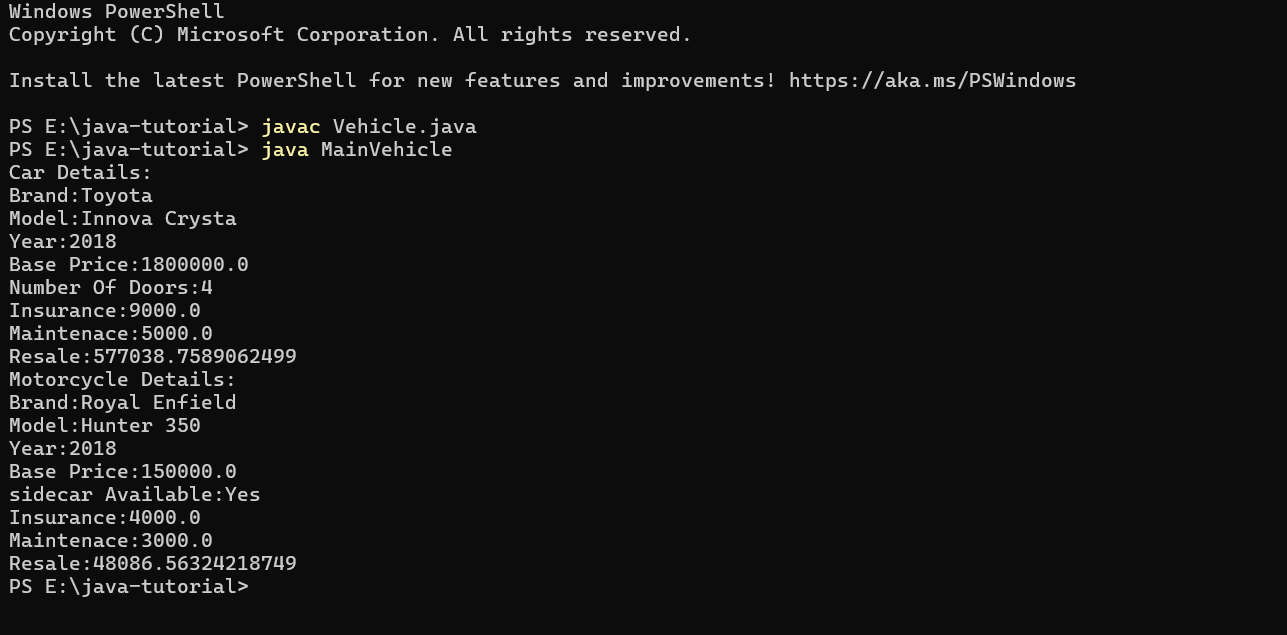 Windows PowerShell
Copyright (C) Microsoft Corporation. All rights reserved.
Install the latest PowerShell for new features and improvements! https://aka.ms/PSWindows
PS E:\java-tutorial> javac Vehicle.java
PS E:\java-tutorial> java MainVehicle
Car Details:
Brand:Toyota
Model:Innova Crysta
Year:2018
Base Price:1800000.0
Number Of Doors:4
Insurance:9000.0
Maintenace:5000.0
Resale:577038.7589062499
Motorcycle Details:
Brand:Royal Enfield
Model:Hunter 350
Year:2018
Base Price:150000.0
sidecar Available:Yes
Insurance:4000.0
Maintenace:3000.0
Resale:48086.56324218749
PS E:\java-tutorial>